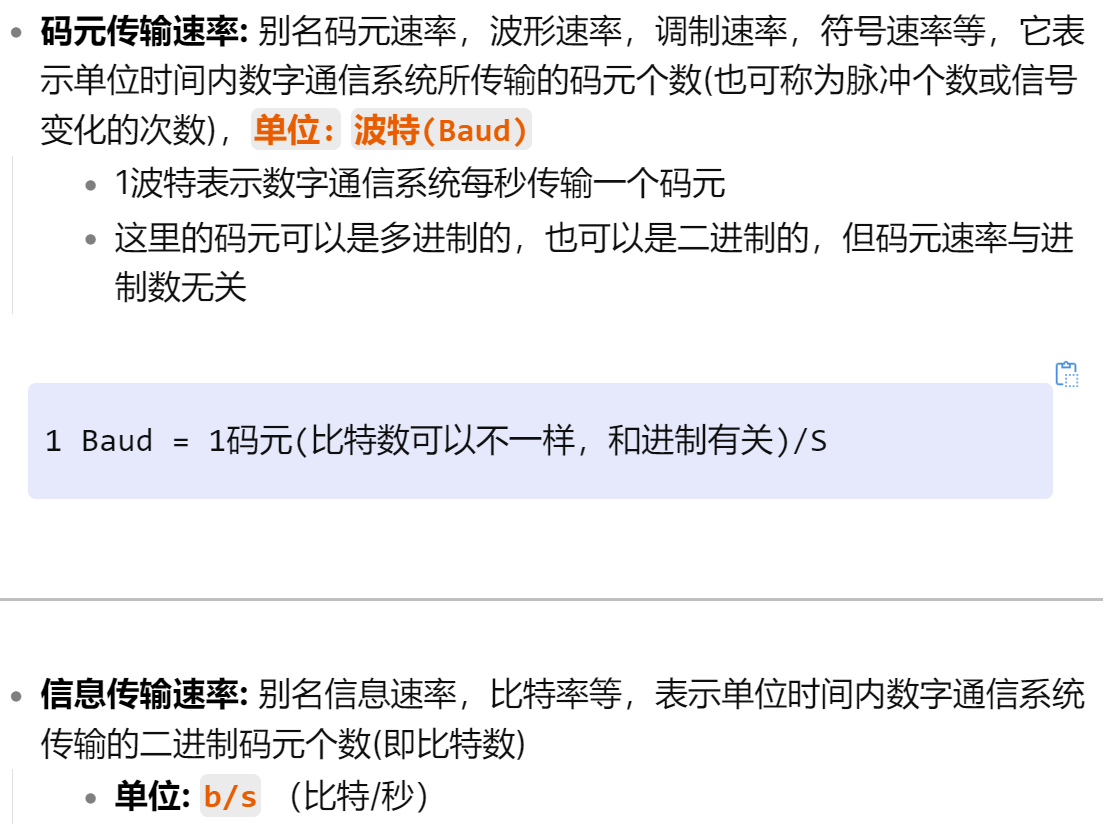 码元传输速率: 别名码元速率，波形速率，调制速率，符号速率等，它表
示单位时间内数字通信系统所传输的码元个数(也可称为脉冲个数或信号
变化的次数)，单位: 波特(Baud)
1波特表示数字通信系统每秒传输一个码元
这里的码元可以是多进制的，也可以是二进制的，但码元速率与进
制数无关
1 Baud = 1码元(比特数可以不一样，和进制有关)/S
信息传输速率: 别名信息速率，比特率等，表示单位时间内数字通信系统
传输的二进制码元个数(即比特数)
单位: b/s （比特/秒）